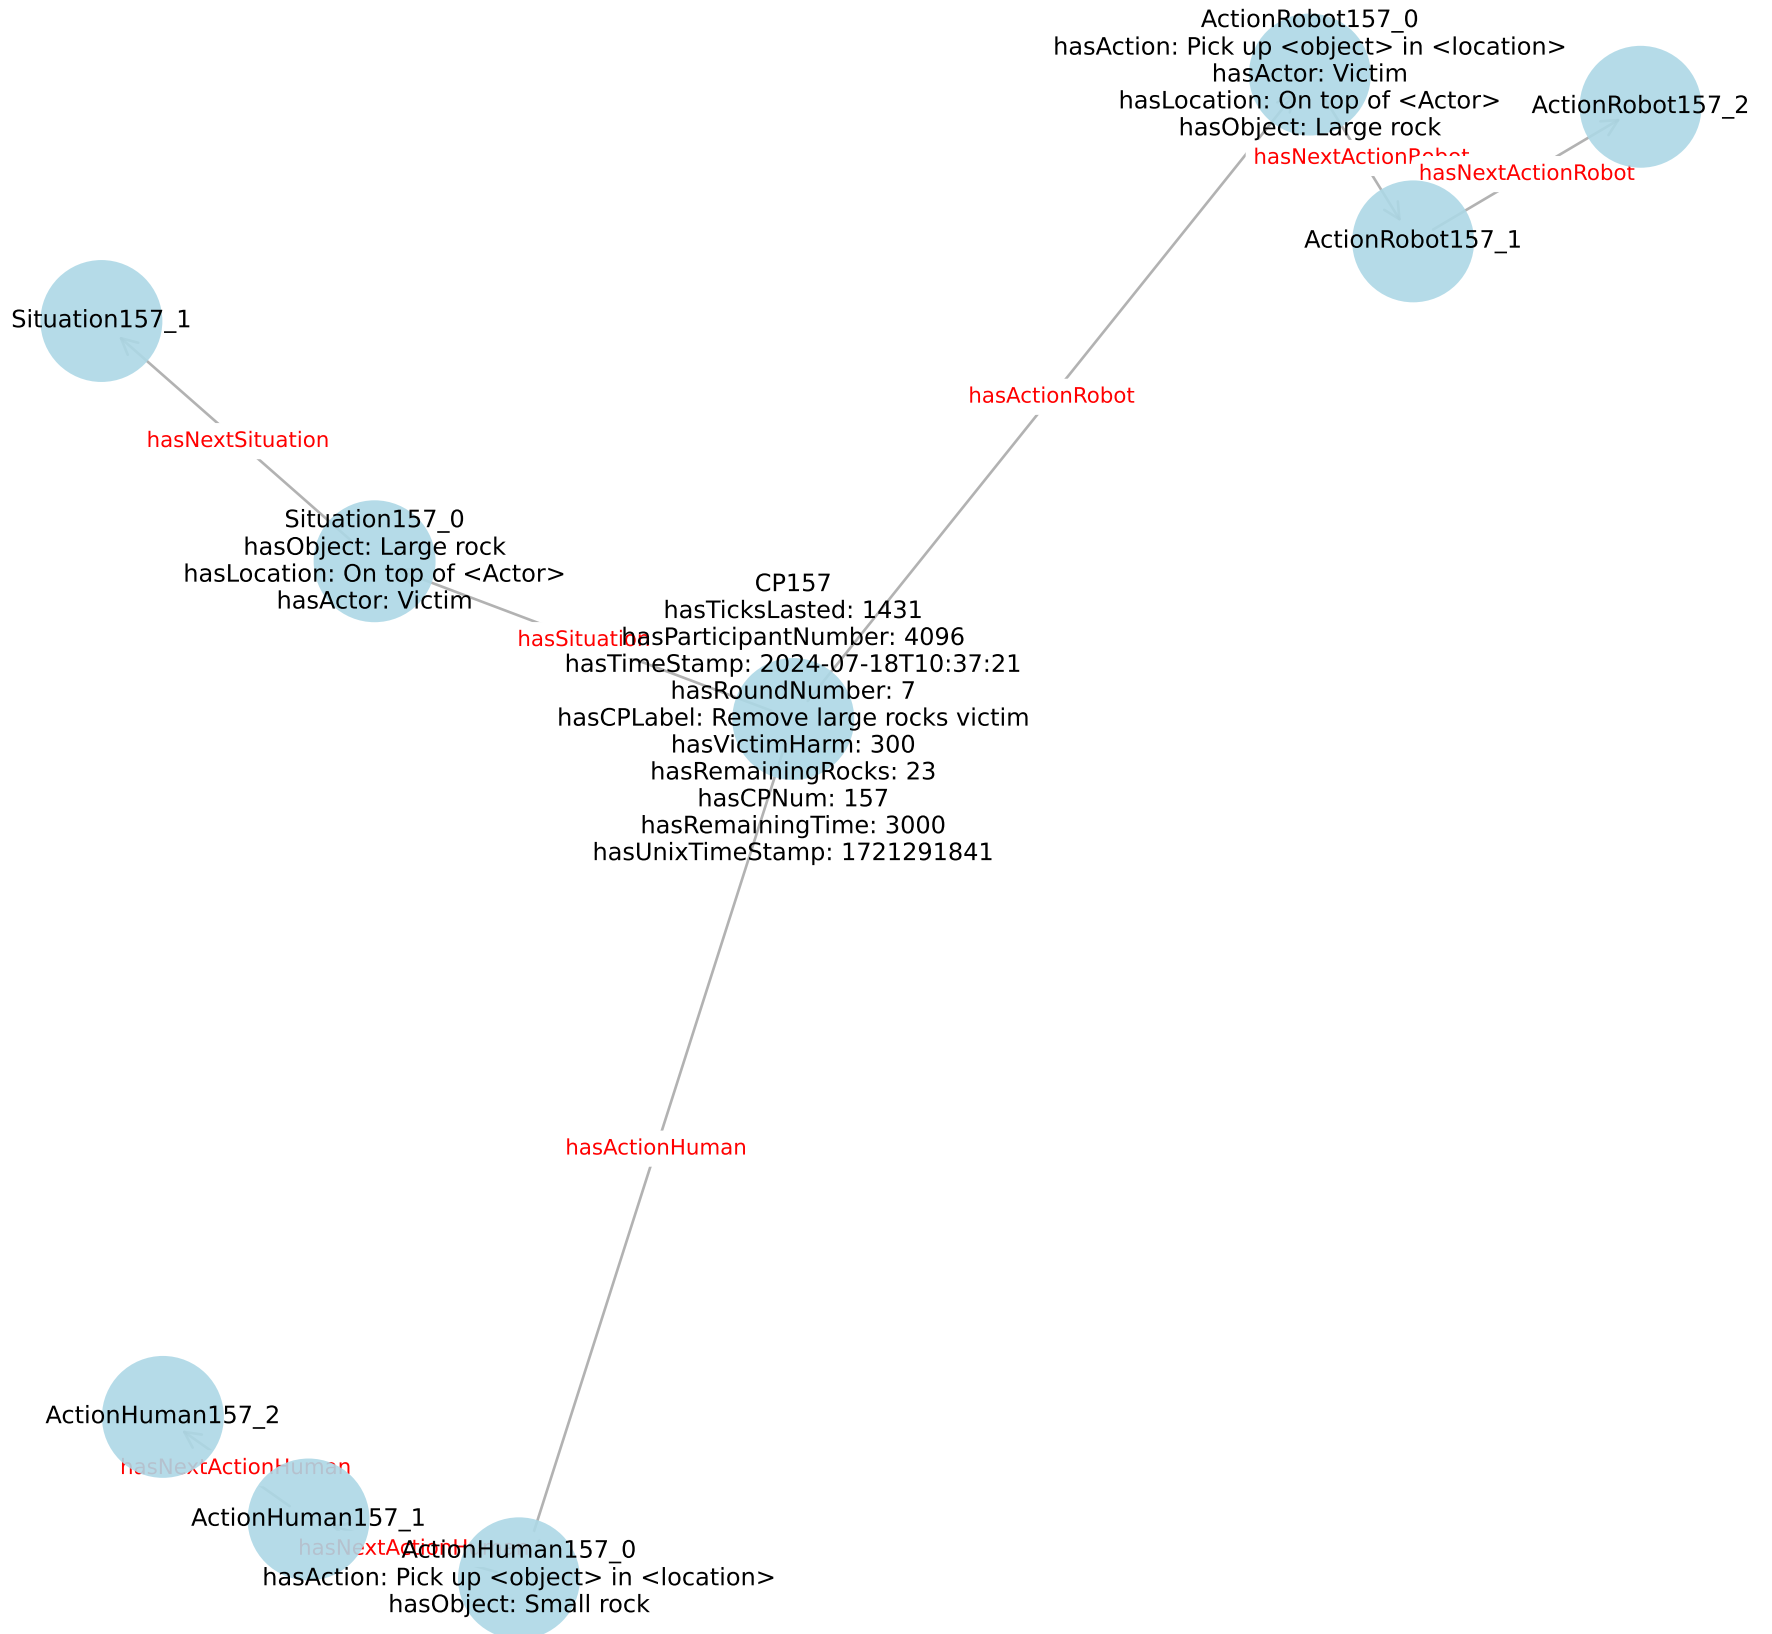 ActionRobot157_0
hasAction: Pick up <object> in <location>
hasActor: Victim
hasLocation: On top of <Actor>
hasObject: Large rock
ActionRobot157_2
hasNextActionRobot
hasNextActionRobot
ActionRobot157_1
Situation157_1
hasActionRobot
hasNextSituation
Situation157_0
hasObject: Large rock
hasLocation: On top of <Actor>
hasActor: Victim
hasSituation
CP157
hasTicksLasted: 1431
hasParticipantNumber: 4096
hasTimeStamp: 2024-07-18T10:37:21
hasRoundNumber: 7
hasCPLabel: Remove large rocks victim
hasVictimHarm: 300
hasRemainingRocks: 23
hasCPNum: 157
hasRemainingTime: 3000
hasUnixTimeStamp: 1721291841
hasActionHuman
ActionHuman157_2
hasNextActionHuman
ActionHuman157_1
hasNextActionH
ActionHuman157_0
hasAction: Pick up <object> in <location>
hasObject: Small rock